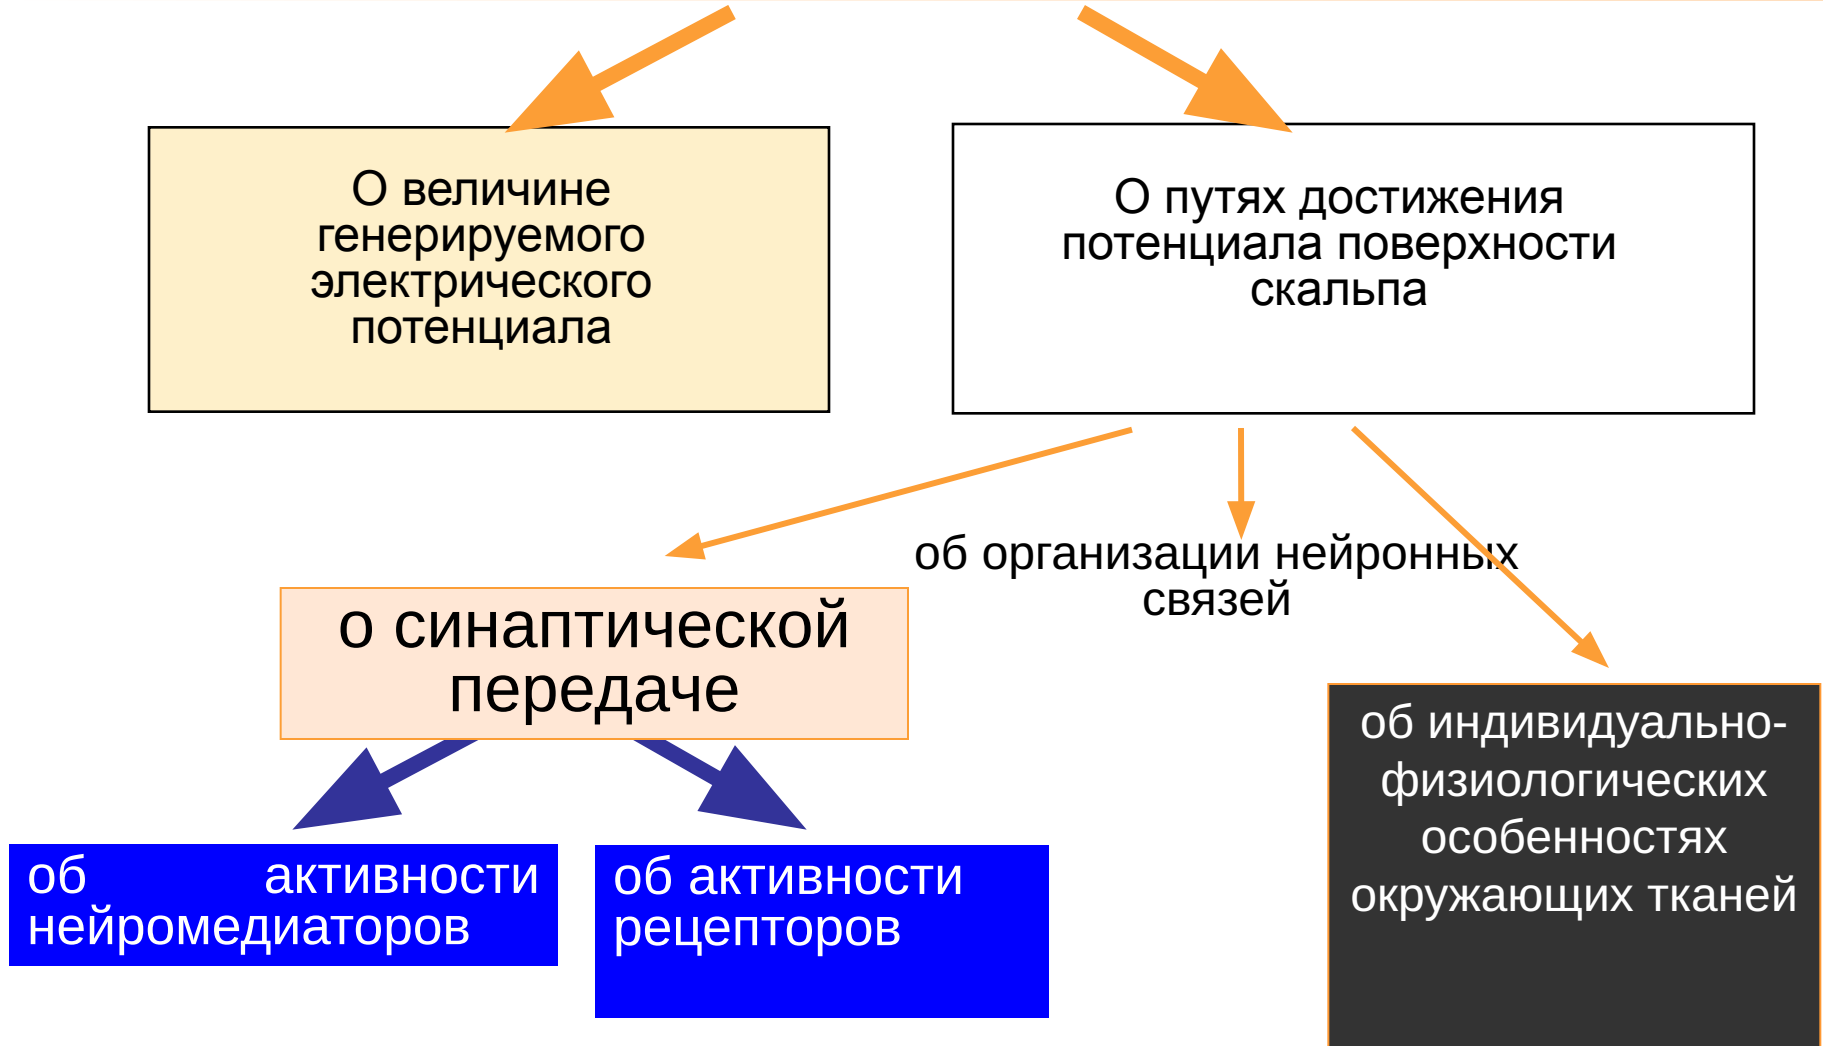 О величине
генерируемого
электрического
потенциала
О путях достижения
потенциала поверхности
скальпа
об организации нейронных
связей
о синаптической
передаче
об индивидуально-
физиологических
особенностях
окружающих тканей
об активности
нейромедиаторов
об активности
рецепторов